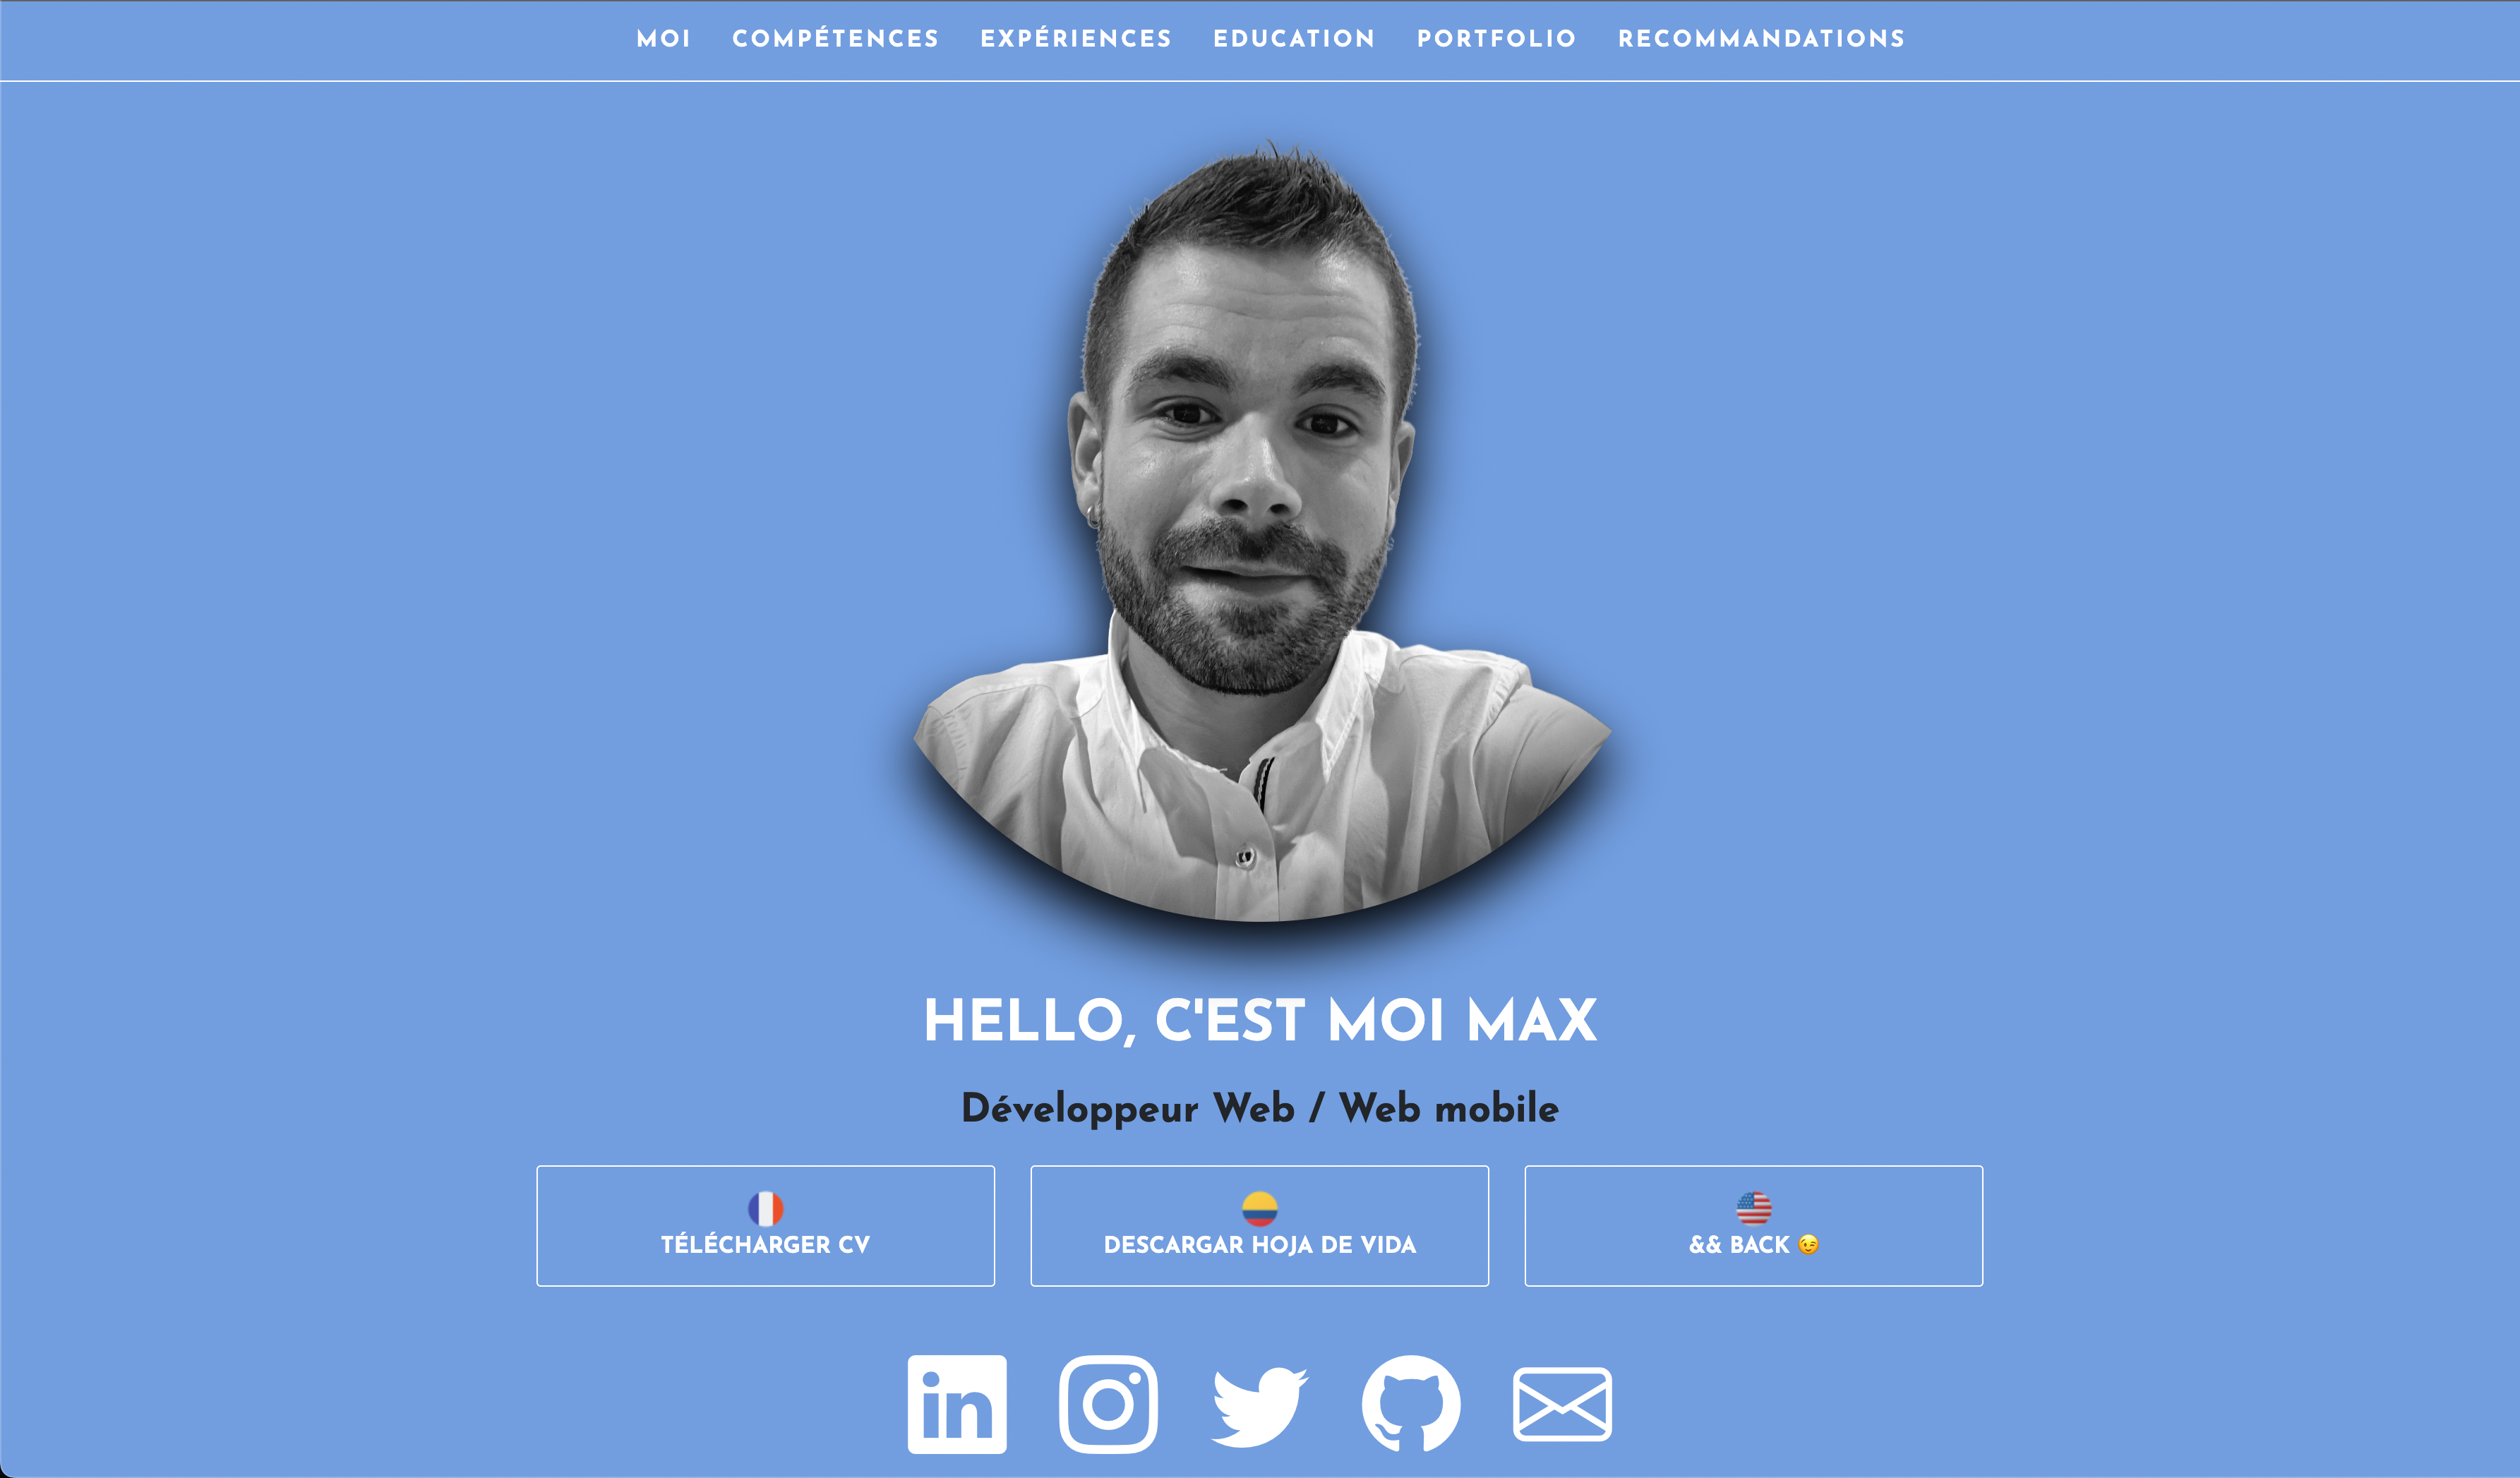 MOI COMPÉTENCES EXPÉRIENCES EDUCATION PORTFOLIO RECOMMANDATIONS
HELLO, C'EST MOI MAX
Développeur Web / Web mobile
TÉLÉCHARGER CV
DESCARGAR HOJA DE VIDA
&& BACK 😉
in